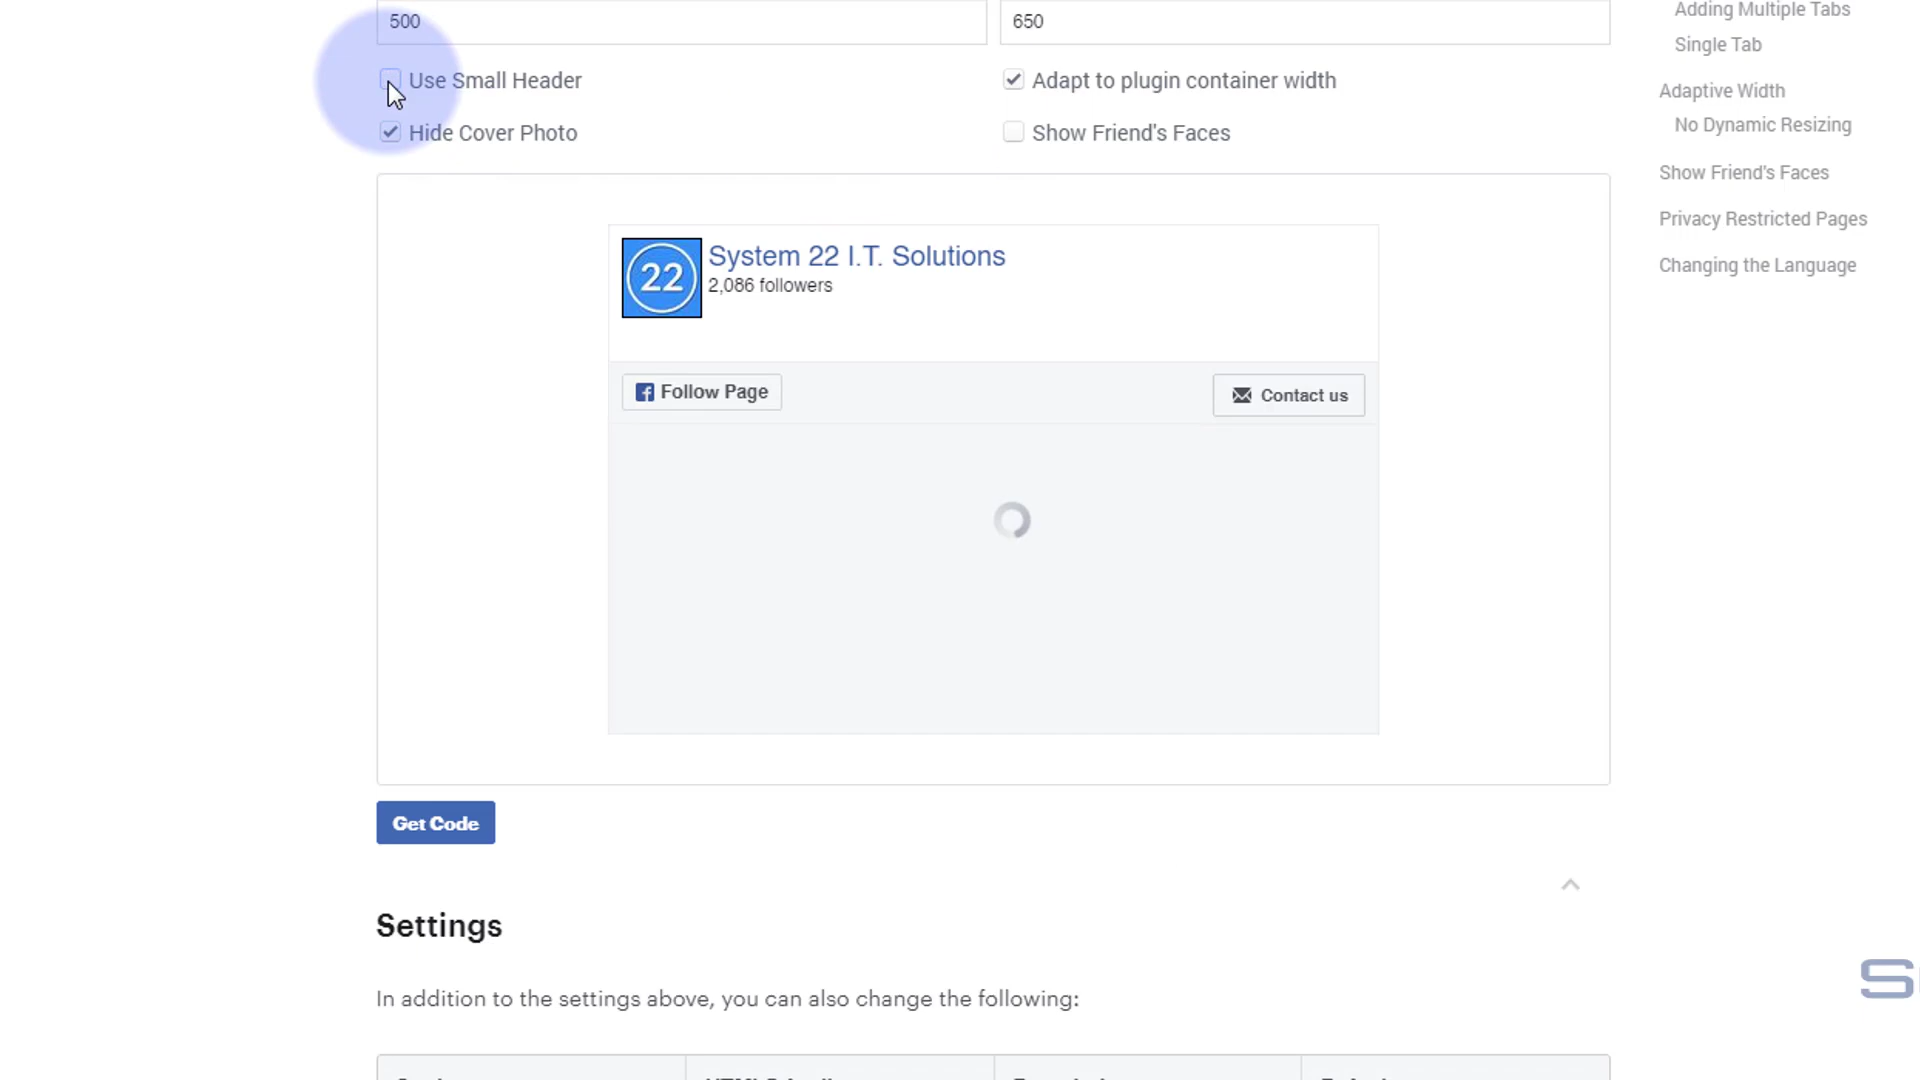 500
650
Adding Multiple Tabs
Single Tab
Use Small Header
Adapt to plugin container width
Adaptive Width
Hide Cover Photo
Show Friend's Faces
No Dynamic Resizing
Show Friend's Faces
Privacy Restricted Pages
Changing the Language
22
System 22 I.T. Solutions
2,086 followers
Follow Page
Contact us
Get Code
Settings
In addition to the settings above, you can also change the following: